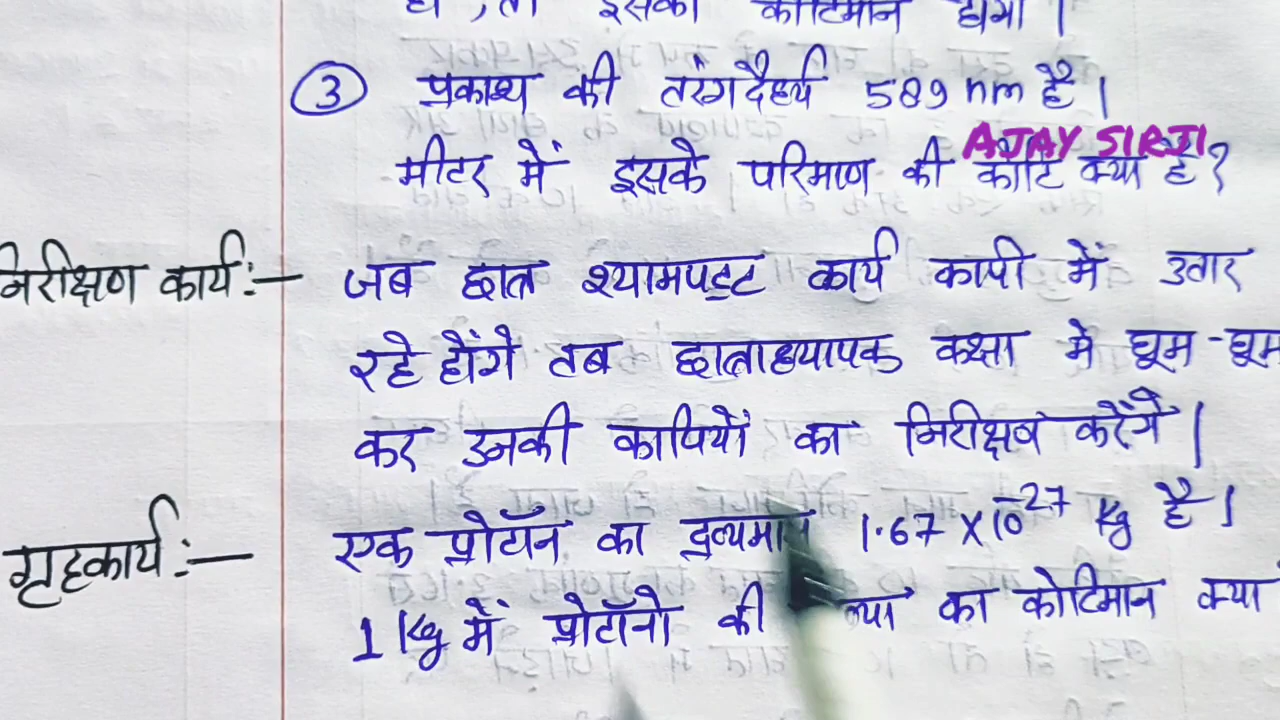 हो, तो इसका कोटिमान होगा।
③ प्रकाश की तरंगदैर्ध्य 589 nm है।
AJAY SIRJI
मीटर में इसके परिमाण की कोटि क्या है?
निरीक्षण कार्य:— जब छात्र श्यामपट्ट कार्य कापी में उतार
रहे होंगे तब छात्राध्यापक कक्षा मे घूम-घूम
कर उनकी कापियों का निरीक्षण करेंगे।
गृहकार्य:— एक प्रोटॉन का द्रव्यमान 1.67×10⁻²⁷ Kg है।
1 Kg में प्रोटॉनो की का कोटिमान क्या